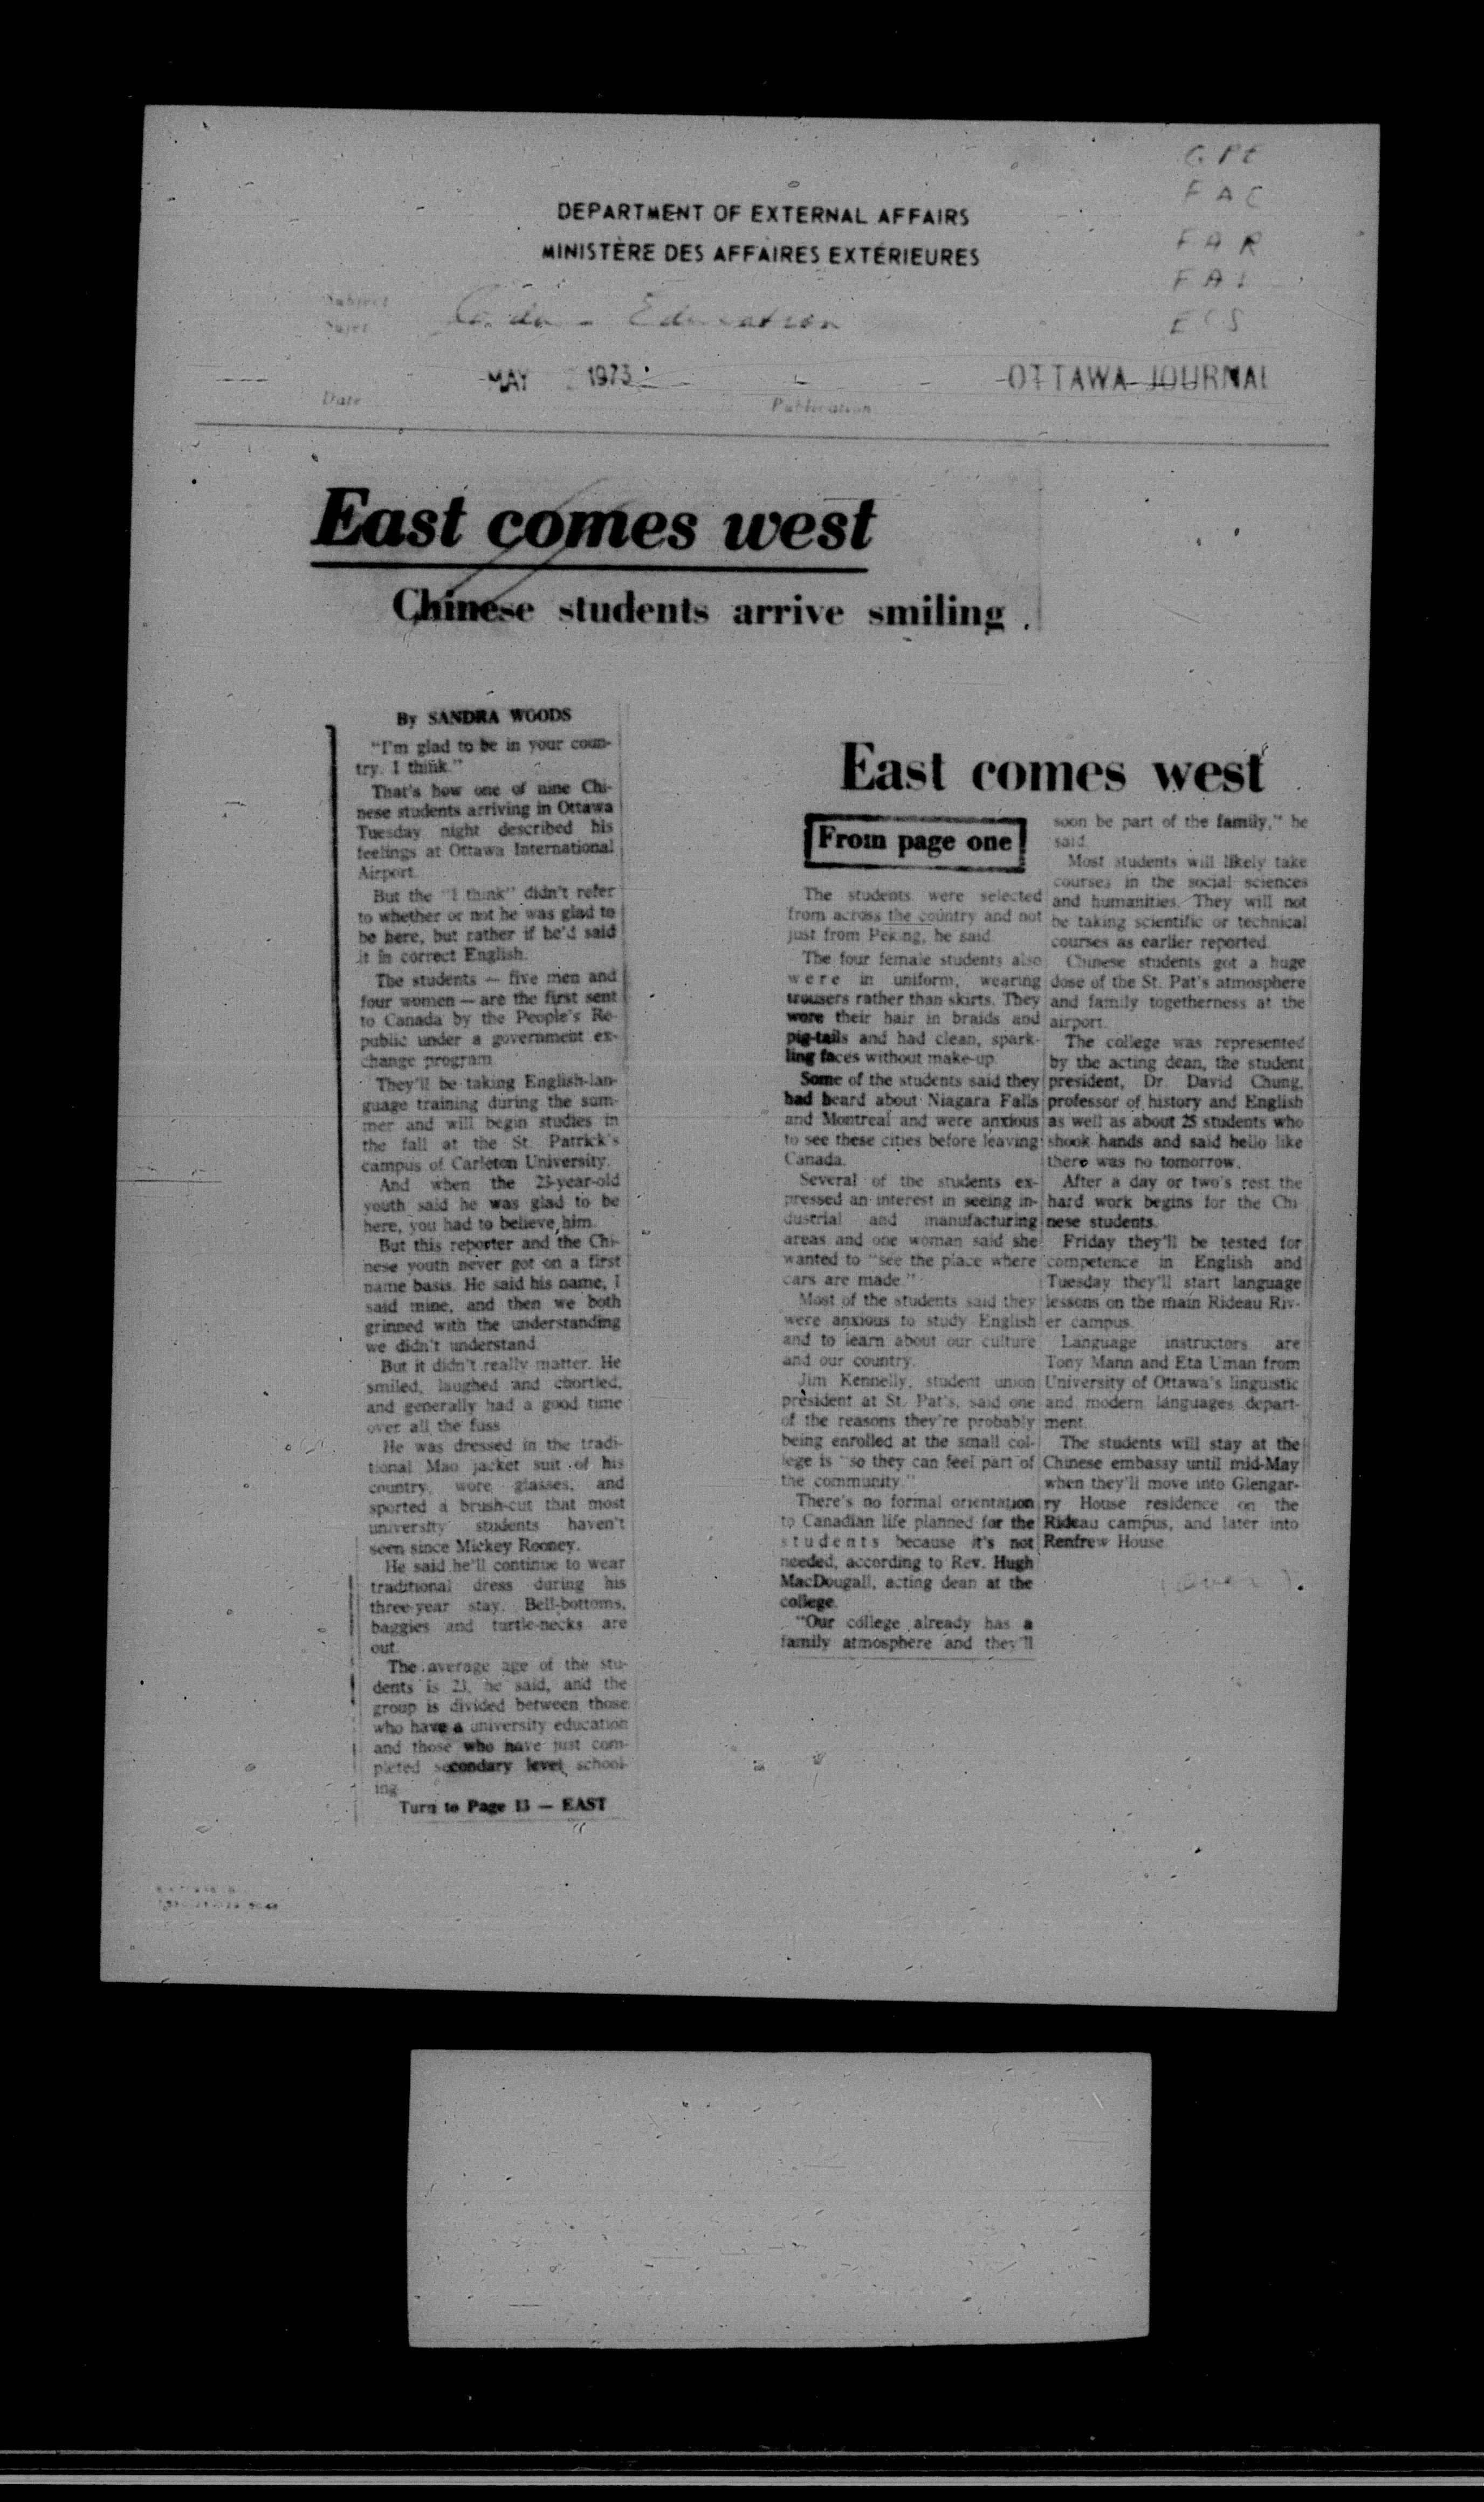 G P E
F A C
F A R
F A I
E C S
DEPARTMENT OF EXTERNAL AFFAIRS
MINISTÈRE DES AFFAIRES EXTÉRIEURES
Subject
Sujet
Education
MAY 1973
OTTAWA JOURNAL
Date
Publication
East comes west
Chinese students arrive smiling
By SANDRA WOODS
"I'm glad to be in your coun-
try. I think."
That's how one of nine Chi-
nese students arriving in Ottawa
Tuesday night described his
feelings at Ottawa International
Airport.
But the "I think" didn't refer
to whether or not he was glad to
be here, but rather if he'd said
it in correct English.
The students — five men and
four women — are the first sent
to Canada by the People's Re-
public under a government ex-
change program.
They'll be taking English-lan-
guage training during the sum-
mer and will begin studies in
the fall at the St. Patrick's
campus of Carleton University.
And when the 23-year-old
youth said he was glad to be
here, you had to believe him.
But this reporter and the Chi-
nese youth never got on a first
name basis. He said his name, I
said mine, and then we both
grinned with the understanding
we didn't understand.
But it didn't really matter. He
smiled, laughed and chortled,
and generally had a good time
over all the fuss.
He was dressed in the tradi-
tional Mao jacket suit of his
country, wore glasses, and
sported a brush-cut that most
university students haven't
seen since Mickey Rooney.
He said he'll continue to wear
traditional dress during his
three-year stay. Bell-bottoms,
baggies and turtle-necks are
out.
The average age of the stu-
dents is 23, he said, and the
group is divided between those
who have a university education
and those who have just com-
pleted secondary level school-
ing.
Turn to Page 13 — EAST
East comes west
From page one
The students were selected
from across the country and not
just from Peking, he said.
The four female students also
were in uniform, wearing
trousers rather than skirts. They
wore their hair in braids and
pig-tails and had clean, spark-
ling faces without make-up.
Some of the students said they
had heard about Niagara Falls
and Montreal and were anxious
to see these cities before leaving
Canada.
Several of the students ex-
pressed an interest in seeing in-
dustrial and manufacturing
areas and one woman said she
wanted to "see the place where
cars are made."
Most of the students said they
were anxious to study English
and to learn about our culture
and our country.
Jim Kennelly, student union
president at St. Pat's, said one
of the reasons they're probably
being enrolled at the small col-
lege is "so they can feel part of
the community."
There's no formal orientation
to Canadian life planned for the
students because it's not
needed, according to Rev. Hugh
MacDougall, acting dean at the
college.
"Our college already has a
family atmosphere and they'll
soon be part of the family," he
said.
Most students will likely take
courses in the social sciences
and humanities. They will not
be taking scientific or technical
courses as earlier reported.
Chinese students got a huge
dose of the St. Pat's atmosphere
and family togetherness at the
airport.
The college was represented
by the acting dean, the student
president, Dr. David Chung,
professor of history and English
as well as about 25 students who
shook hands and said hello like
there was no tomorrow.
After a day or two's rest the
hard work begins for the Chi-
nese students.
Friday they'll be tested for
competence in English and
Tuesday they'll start language
lessons on the main Rideau Riv-
er campus.
Language instructors are
Tony Mann and Eta Uman from
University of Ottawa's linguistic
and modern languages depart-
ment.
The students will stay at the
Chinese embassy until mid-May
when they'll move into Glengar-
ry House residence on the
Rideau campus, and later into
Renfrew House.
(over)